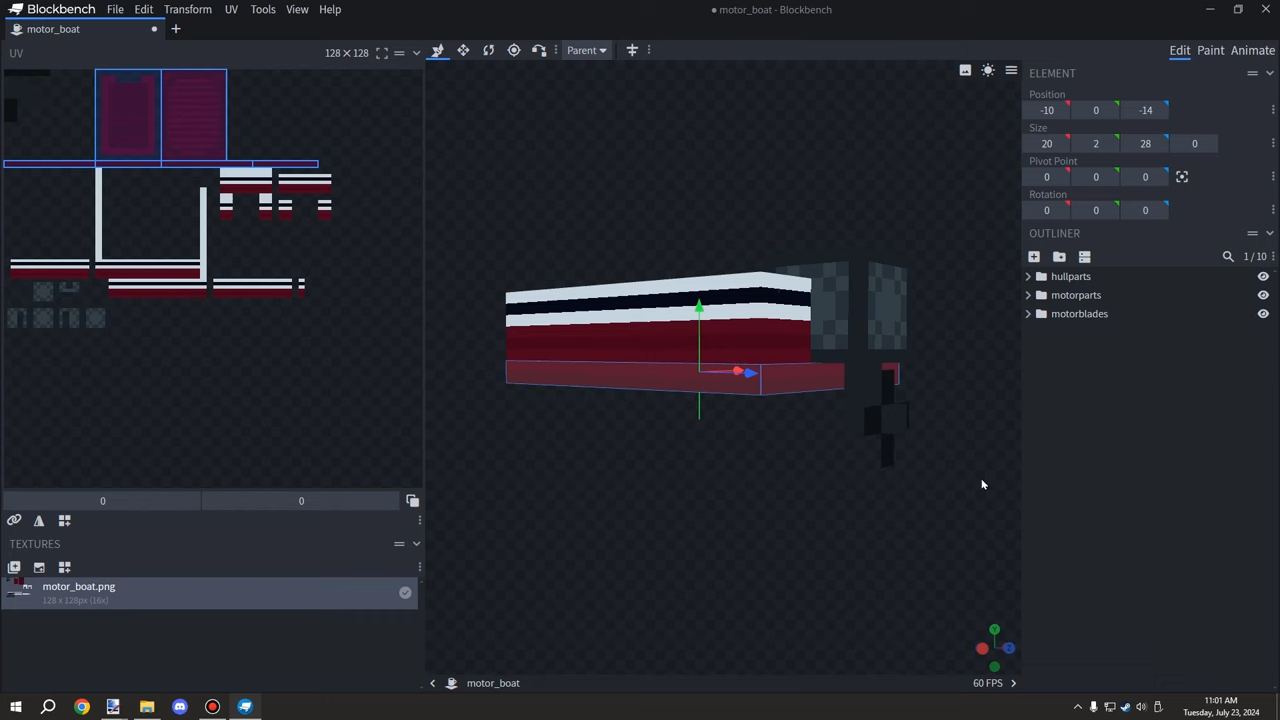 Blockbench File Edit Transform UV Tools View Help
motor_boat - Blockbench
motor_boat
UV 128 × 128
Parent
Edit Paint Animate
ELEMENT
Position
-10 0 -14
Size
20 2 28 0
Pivot Point
0 0 0
Rotation
0 0 0
OUTLINER
1/10
hullparts
motorparts
motorblades
0 0
TEXTURES
motor_boat.png
128 x 128px (16x)
Y
Z
motor_boat
60 FPS
11:01 AM
Tuesday, July 23, 2024